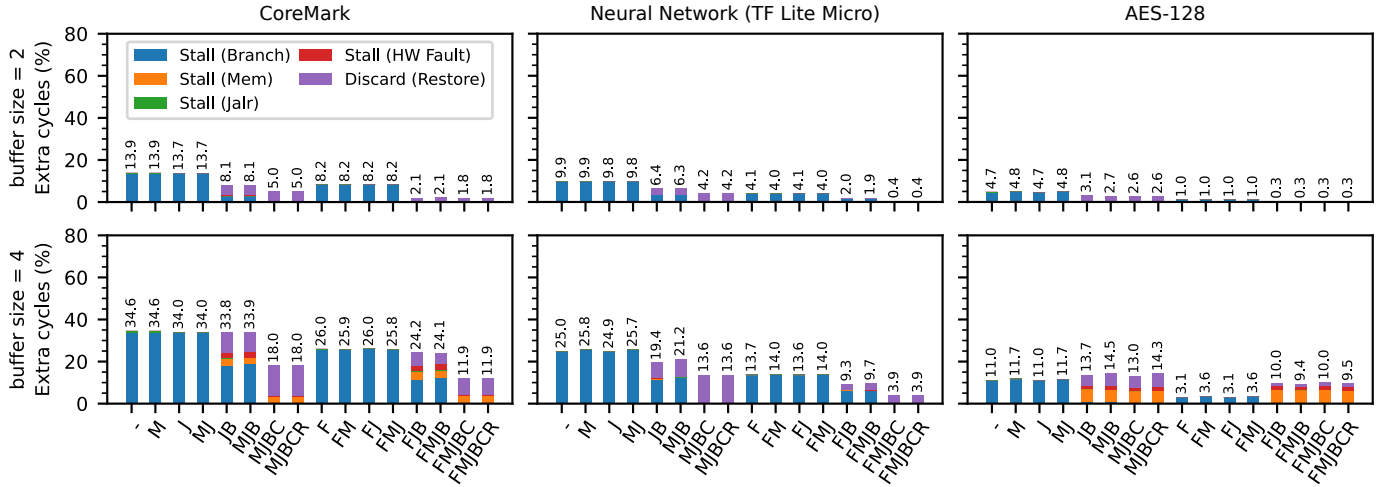 CoreMark
Neural Network (TF Lite Micro)
AES-128
buffer size = 2
Extra cycles (%)
80
60
40
20
0
Stall (Branch)
Stall (Mem)
Stall (Jalr)
Stall (HW Fault)
Discard (Restore)
13.9 13.9 13.7 13.7 8.1 8.1 5.0 5.0 8.2 8.2 8.2 8.2 2.1 2.1 1.8 1.8
9.9 9.9 9.8 9.8 6.4 6.3 4.2 4.2 4.1 4.0 4.1 4.0 2.0 1.9 0.4 0.4
4.7 4.8 4.7 4.8 3.1 2.7 2.6 2.6 1.0 1.0 1.0 1.0 0.3 0.3 0.3 0.3
buffer size = 4
Extra cycles (%)
80
60
40
20
0
34.6 34.6 34.0 34.0 33.8 33.9 18.0 18.0 26.0 25.9 26.0 25.8 24.2 24.1 11.9 11.9
25.0 25.8 24.9 25.7 19.4 21.2 13.6 13.6 13.7 14.0 13.6 14.0 9.3 9.7 3.9 3.9
11.0 11.7 11.0 11.7 13.7 14.5 13.0 14.3 3.1 3.6 3.1 3.6 10.0 9.4 10.0 9.5
- M J MJ JB MJB MJBC MJBCR F FM FJ FMJ FJB FMJB FMJBC FMJBCR
- M J MJ JB MJB MJBC MJBCR F FM FJ FMJ FJB FMJB FMJBC FMJBCR
- M J MJ JB MJB MJBC MJBCR F FM FJ FMJ FJB FMJB FMJBC FMJBCR